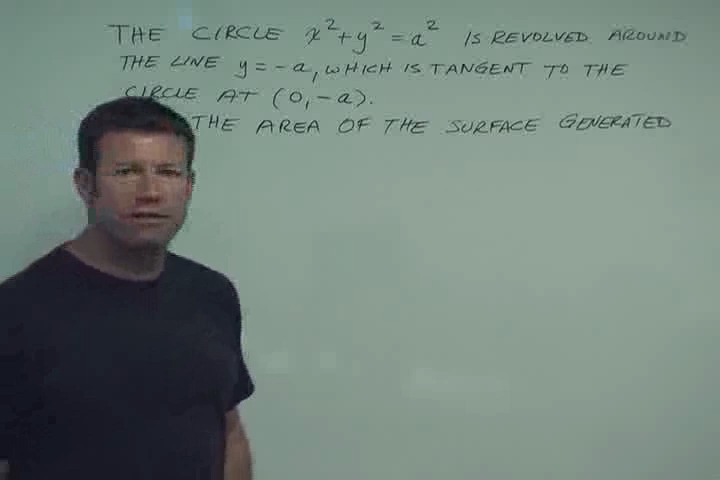 THE CIRCLE x² + y² = a² IS REVOLVED AROUND
THE LINE y = -a, WHICH IS TANGENT TO THE
CIRCLE AT (0, -a).
THE AREA OF THE SURFACE GENERATED